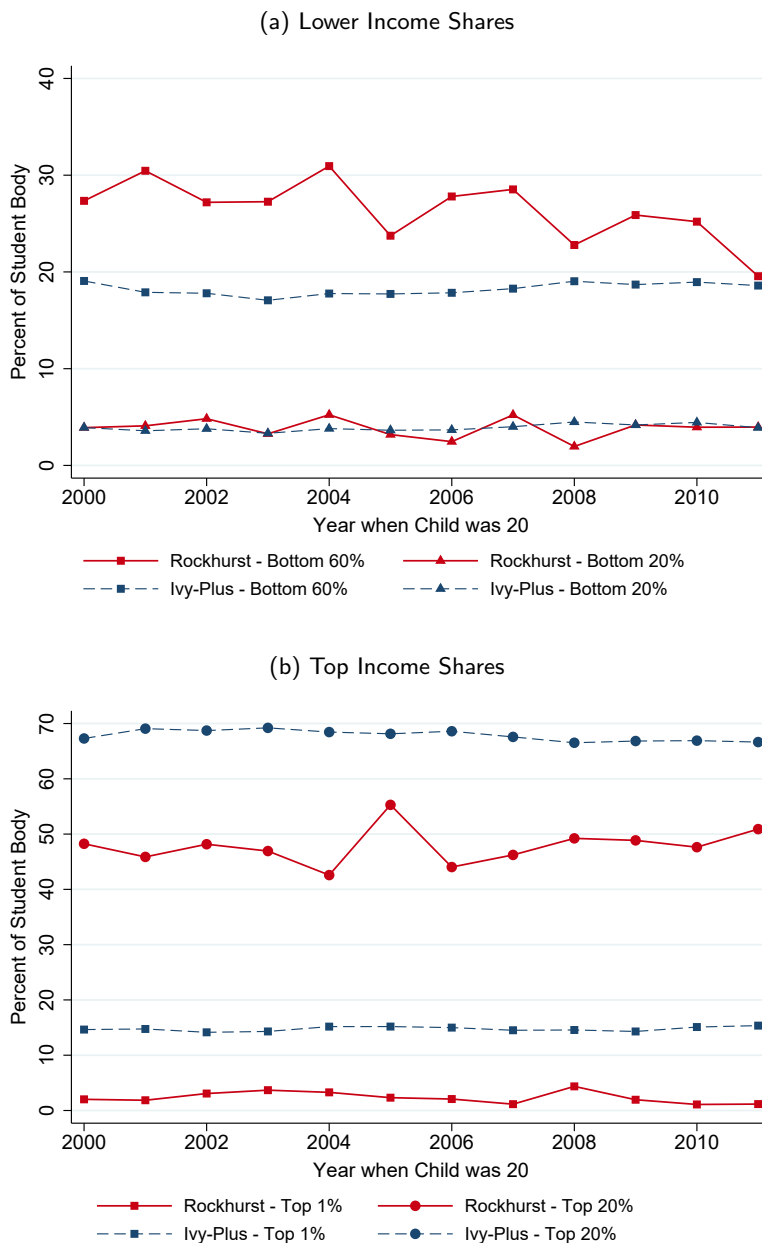 (a) Lower Income Shares
40
30
20
10
0
Percent of Student Body
2000 2002 2004 2006 2008 2010
Year when Child was 20
Rockhurst - Bottom 60% Rockhurst - Bottom 20%
Ivy-Plus - Bottom 60% Ivy-Plus - Bottom 20%
(b) Top Income Shares
70
60
50
40
30
20
10
0
Percent of Student Body
2000 2002 2004 2006 2008 2010
Year when Child was 20
Rockhurst - Top 1% Rockhurst - Top 20%
Ivy-Plus - Top 1% Ivy-Plus - Top 20%